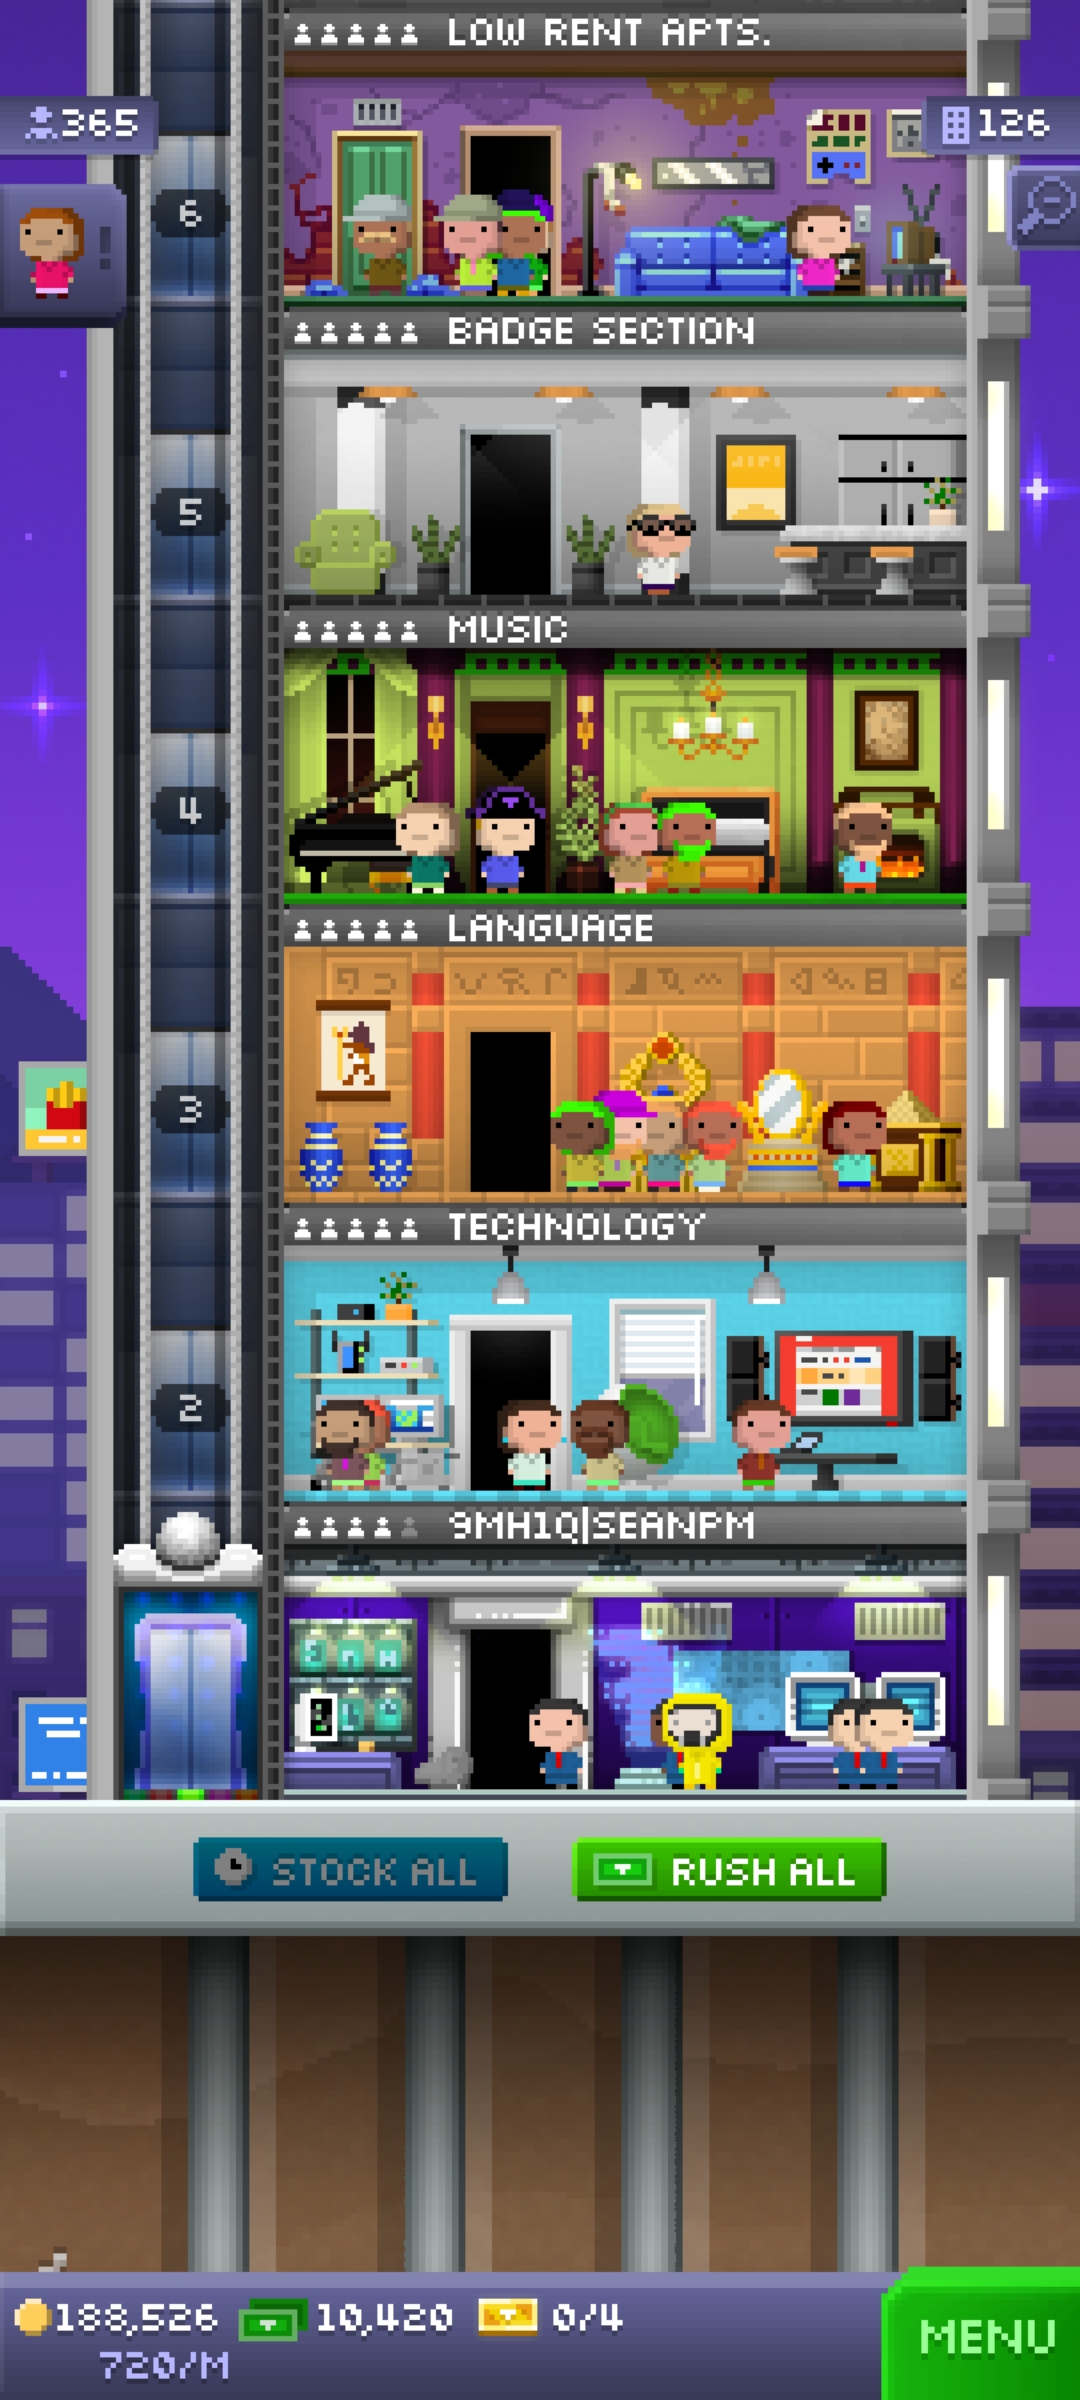 LOW RENT APTS.
365
126
6
BADGE SECTION
5
MUSIC
4
LANGUAGE
3
TECHNOLOGY
2
9MH1Q|SEANPM
STOCK ALL
RUSH ALL
188,526
10,420
0/4
720/M
MENU